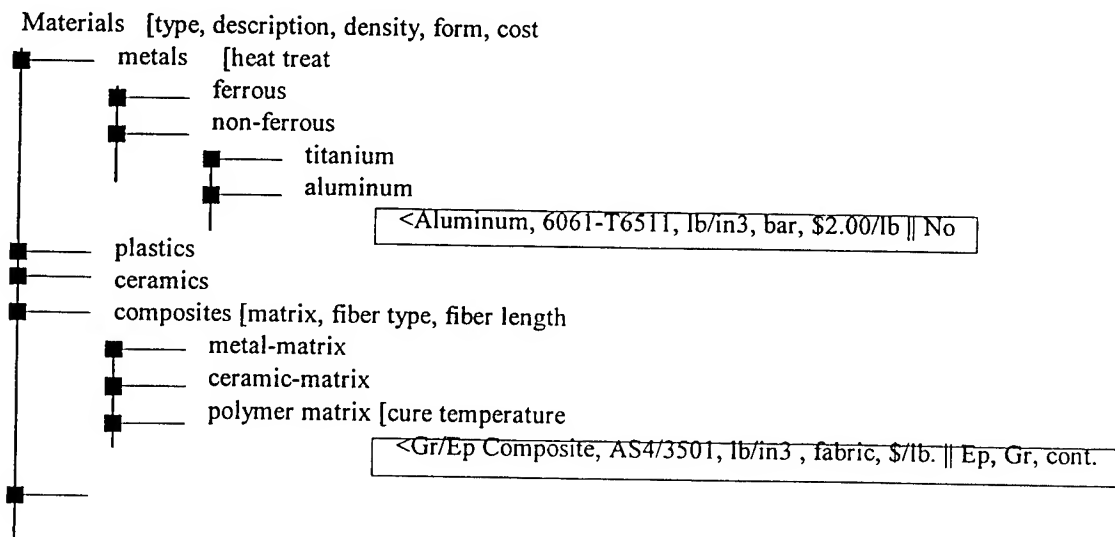 Materials [type, description, density, form, cost
metals [heat treat
ferrous
non-ferrous
titanium
aluminum
<Aluminum, 6061-T6511, lb/in3, bar, $2.00/lb || No
plastics
ceramics
composites [matrix, fiber type, fiber length
metal-matrix
ceramic-matrix
polymer matrix [cure temperature
<Gr/Ep Composite, AS4/3501, lb/in3 , fabric, $/lb. || Ep, Gr, cont.